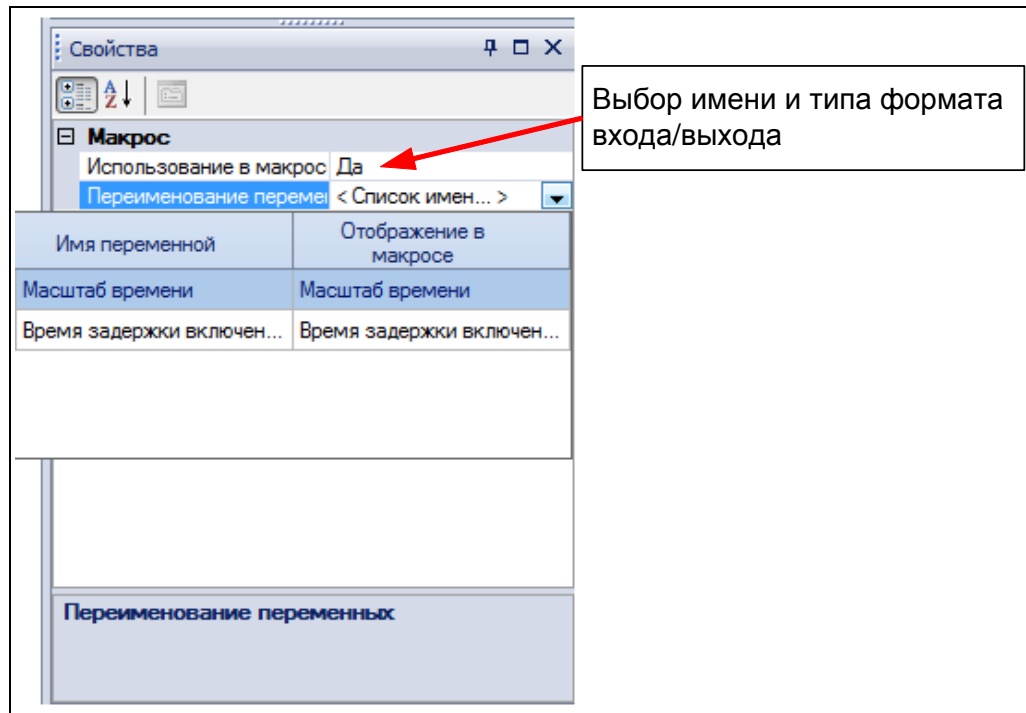 Свойства
Выбор имени и типа формата
входа/выхода
Макрос
Использование в макрос Да
Переименование переме < Список имен... >
Имя переменной Отображение в
макросе
Масштаб времени Масштаб времени
Время задержки включен... Время задержки включен...
Переименование переменных